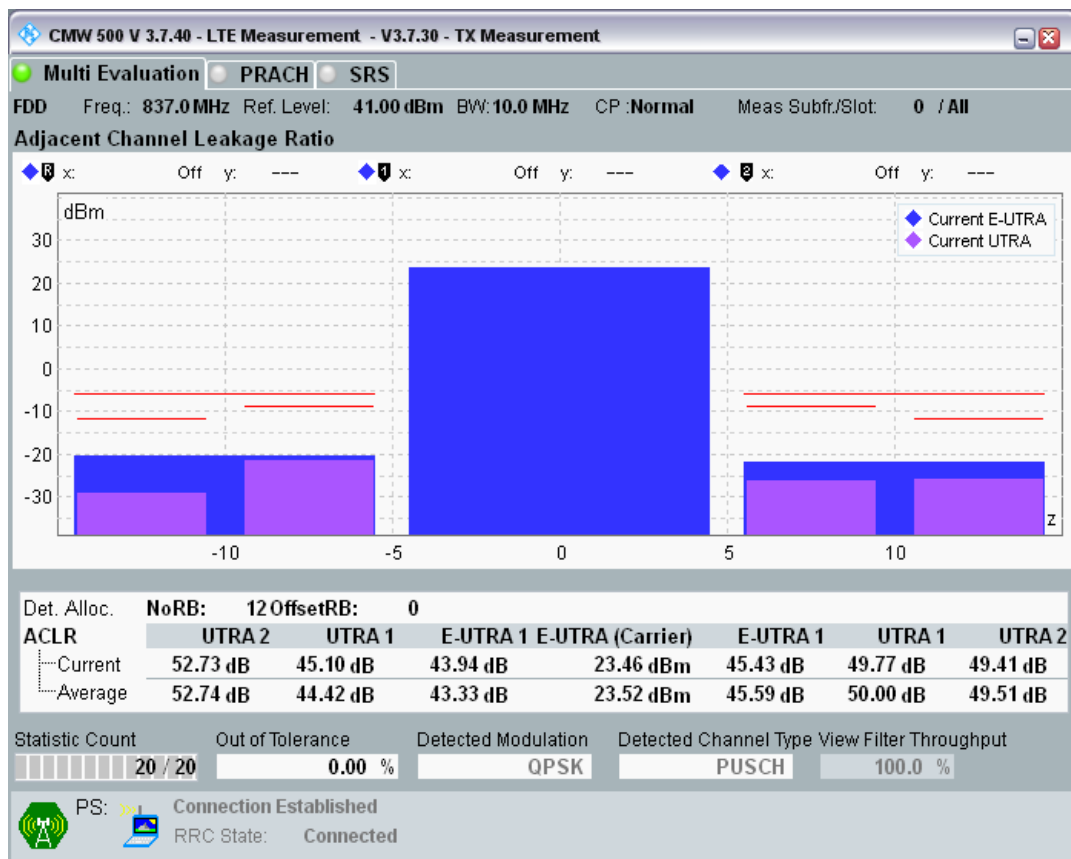 CMW 500 V 3.7.40 - LTE Measurement - V3.7.30 - TX Measurement
Multi Evaluation PRACH SRS
FDD Freq.: 837.0 MHz Ref. Level: 41.00 dBm BW: 10.0 MHz CP :Normal Meas Subfr./Slot: 0 / All
Adjacent Channel Leakage Ratio
R x: Off y: --- 1 x: Off y: --- 2 x: Off y: ---
dBm
Current E-UTRA
Current UTRA
30
20
10
0
-10
-20
-30
z
-10 -5 0 5 10
Det. Alloc. NoRB: 12 OffsetRB: 0
ACLR UTRA 2 UTRA 1 E-UTRA 1 E-UTRA (Carrier) E-UTRA 1 UTRA 1 UTRA 2
Current 52.73 dB 45.10 dB 43.94 dB 23.46 dBm 45.43 dB 49.77 dB 49.41 dB
Average 52.74 dB 44.42 dB 43.33 dB 23.52 dBm 45.59 dB 50.00 dB 49.51 dB
Statistic Count Out of Tolerance Detected Modulation Detected Channel Type View Filter Throughput
20 / 20 0.00 % QPSK PUSCH 100.0 %
PS: Connection Established
RRC State: Connected